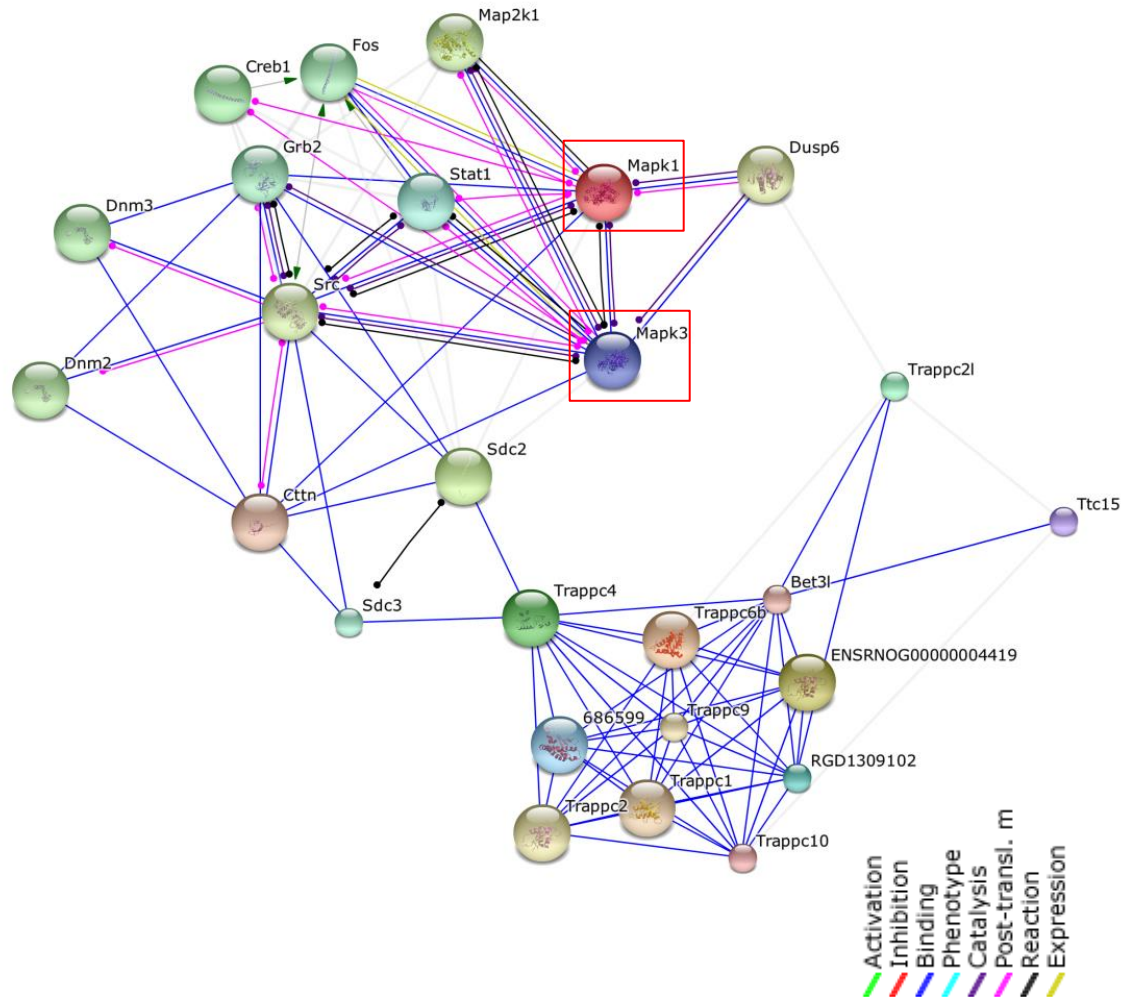 Map2k1
Fos
Creb1
Grb2
Stat1
Mapk1
Dusp6
Dnm3
Src
Mapk3
Dnm2
Trappc2l
Sdc2
Cttn
Ttc15
Trappc4
Bet3l
Sdc3
Trappc6b
ENSRNOG00000004419
686599
Trappc9
RGD1309102
Trappc1
Trappc2
Trappc10
Activation
Inhibition
Binding
Phenotype
Catalysis
Post-transl. m
Reaction
Expression